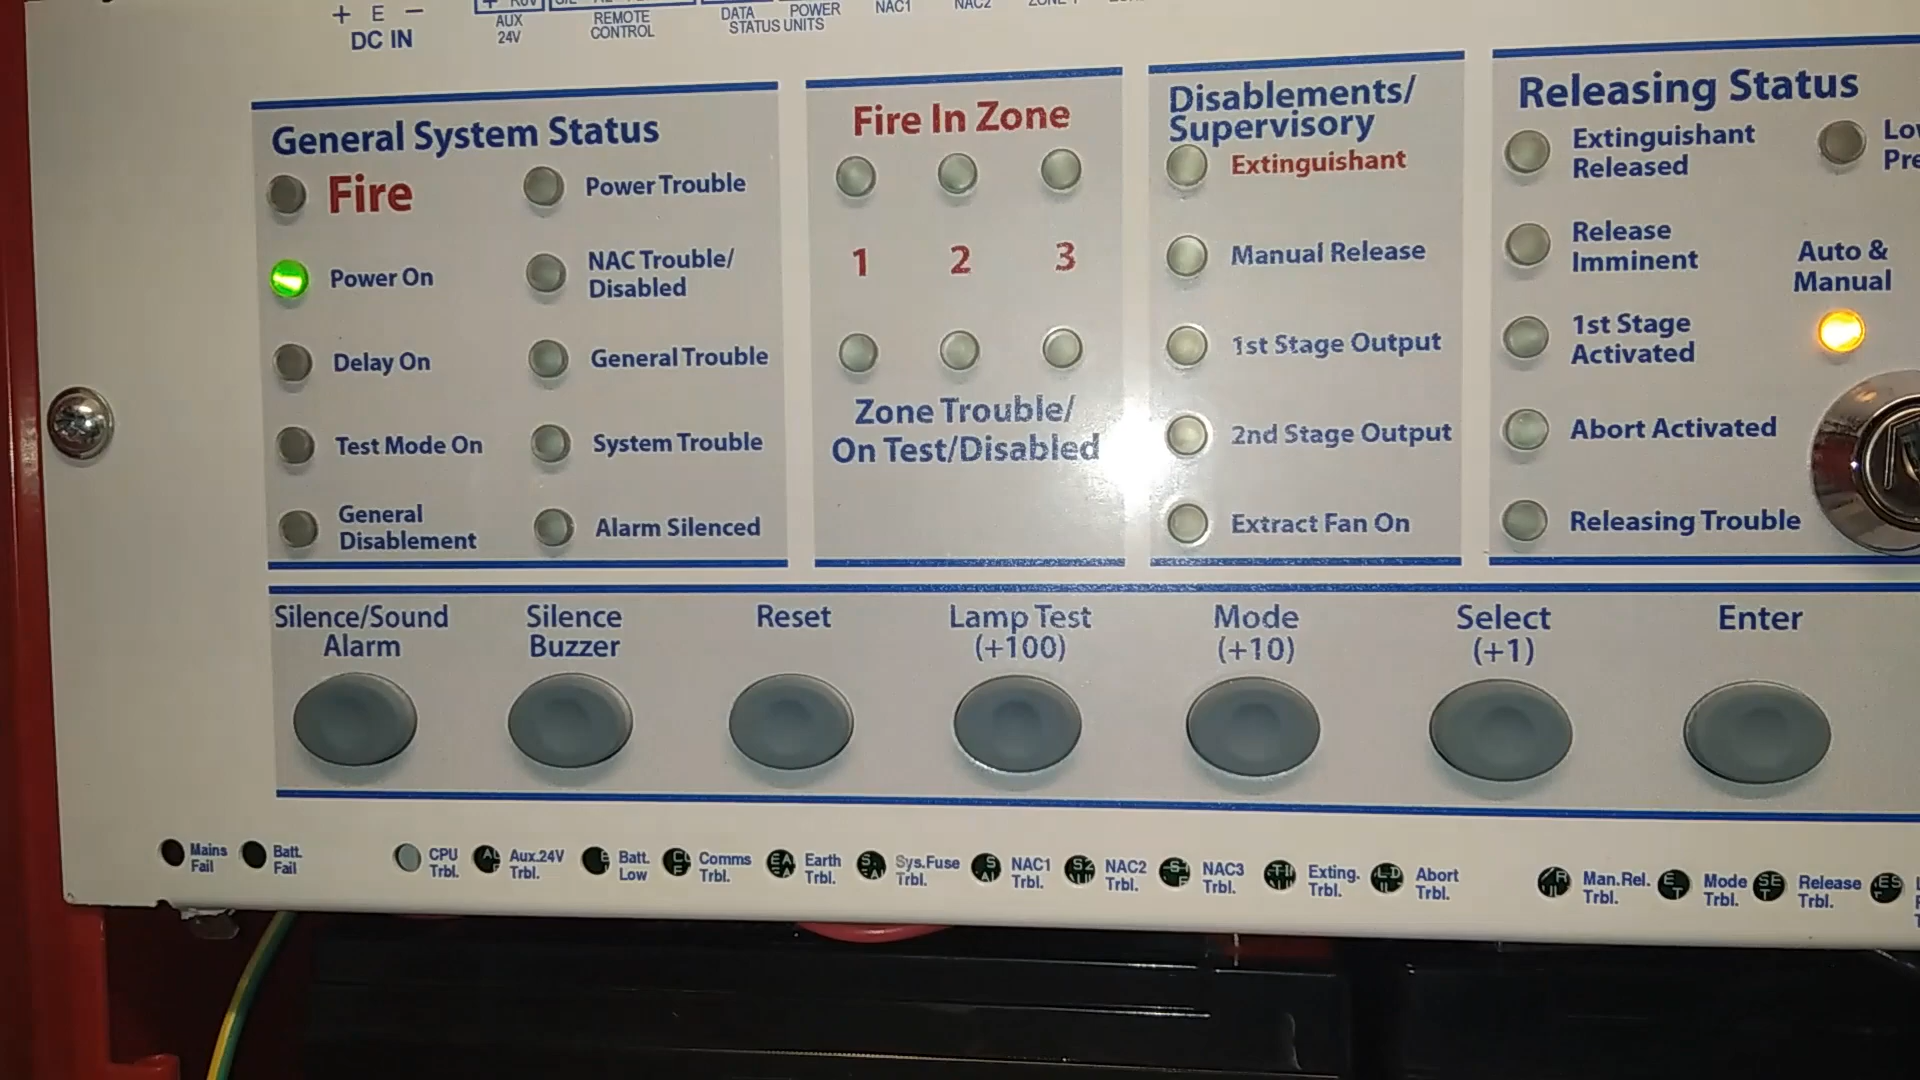 + E -
DC IN
AUX
24V
REMOTE
CONTROL
DATA POWER
STATUS UNITS
NAC1
NAC2
General System Status
Fire
Power On
Delay On
Test Mode On
General
Disablement
Power Trouble
NAC Trouble/
Disabled
General Trouble
System Trouble
Alarm Silenced
Fire In Zone
1 2 3
Zone Trouble/
On Test/Disabled
Disablements/
Supervisory
Extinguishant
Manual Release
1st Stage Output
2nd Stage Output
Extract Fan On
Releasing Status
Extinguishant
Released
Release
Imminent
1st Stage
Activated
Abort Activated
Releasing Trouble
Auto &
Manual
Silence/Sound
Alarm
Silence
Buzzer
Reset
Lamp Test
(+100)
Mode
(+10)
Select
(+1)
Enter
Mains
Fail
Batt.
Fail
CPU
Trbl.
Aux.24V
Trbl.
Batt.
Low
Comms
Trbl.
Earth
Trbl.
Sys.Fuse
Trbl.
NAC1
Trbl.
NAC2
Trbl.
NAC3
Trbl.
Exting.
Trbl.
Abort
Trbl.
Man.Rel.
Trbl.
Mode
Trbl.
Release
Trbl.